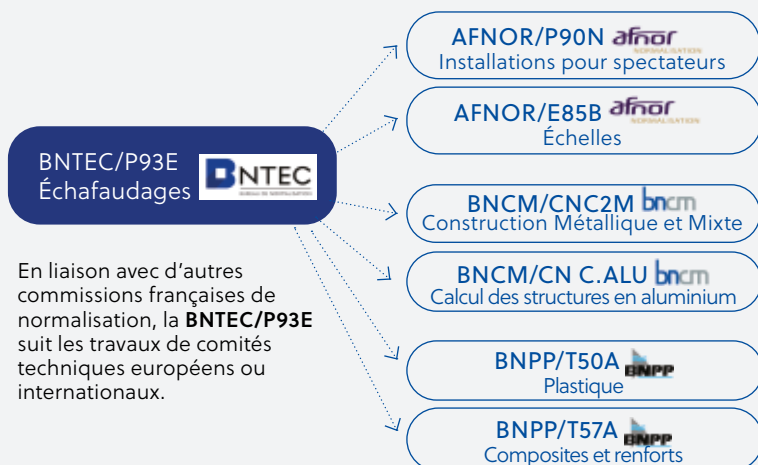 BNTEC/P93E
Échafaudages
BNTEC
En liaison avec d'autres
commissions françaises de
normalisation, la BNTEC/P93E
suit les travaux de comités
techniques européens ou
internationaux.
AFNOR/P90N afnor
NORMALISATION
Installations pour spectateurs
AFNOR/E85B afnor
NORMALISATION
Échelles
BNCM/CNC2M bncm
Construction Métallique et Mixte
BNCM/CN C.ALU bncm
Calcul des structures en aluminium
BNPP/T50A BNPP
Plastique
BNPP/T57A BNPP
Composites et renforts